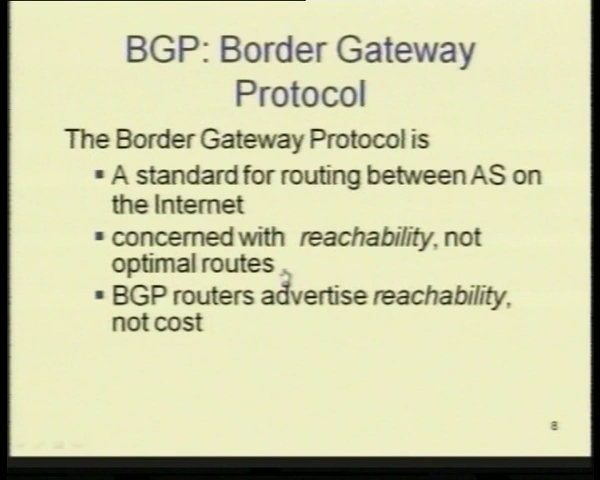 BGP: Border Gateway
Protocol
The Border Gateway Protocol is
▪ A standard for routing between AS on
the Internet
▪ concerned with reachability, not
optimal routes
▪ BGP routers advertise reachability,
not cost
8